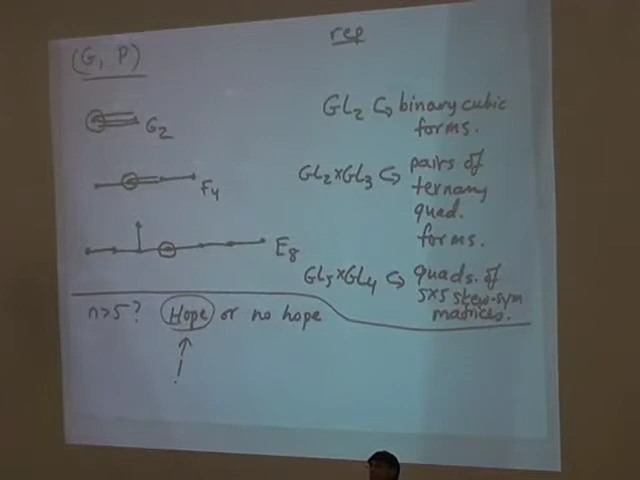 (G, P)
rep
G2
GL2 ↪ binary cubic
forms.
F4
GL2×GL3 ↪ pairs of
ternary
quad.
forms.
E8
GL5×GL4 ↪ quads. of
5×5 skew-sym
matrices.
n>5? Hope or no hope
!